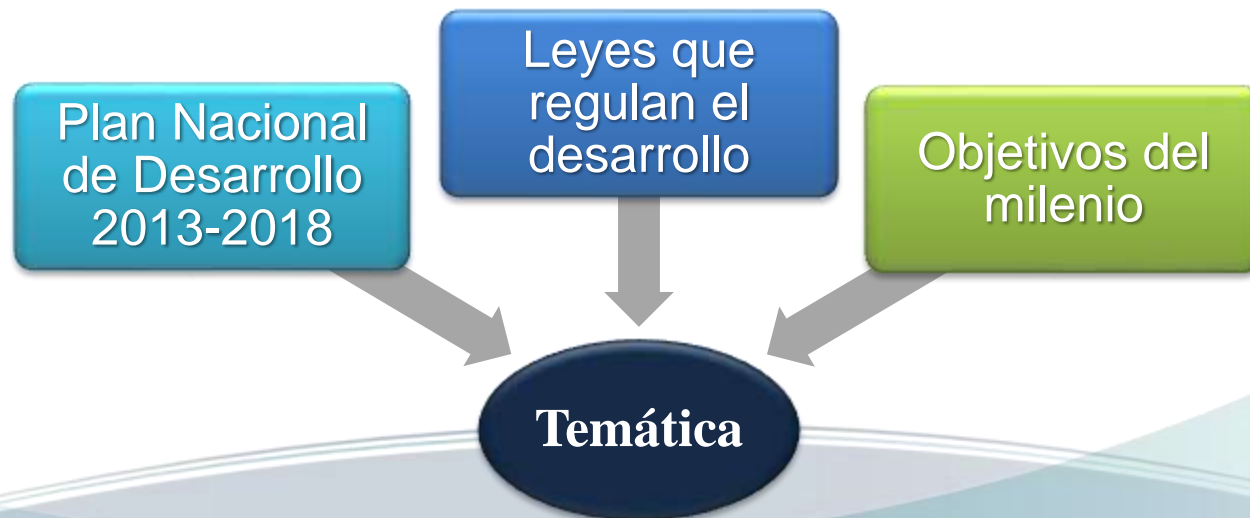 Plan Nacional
de Desarrollo
2013-2018
Leyes que
regulan el
desarrollo
Objetivos del
milenio
Temática